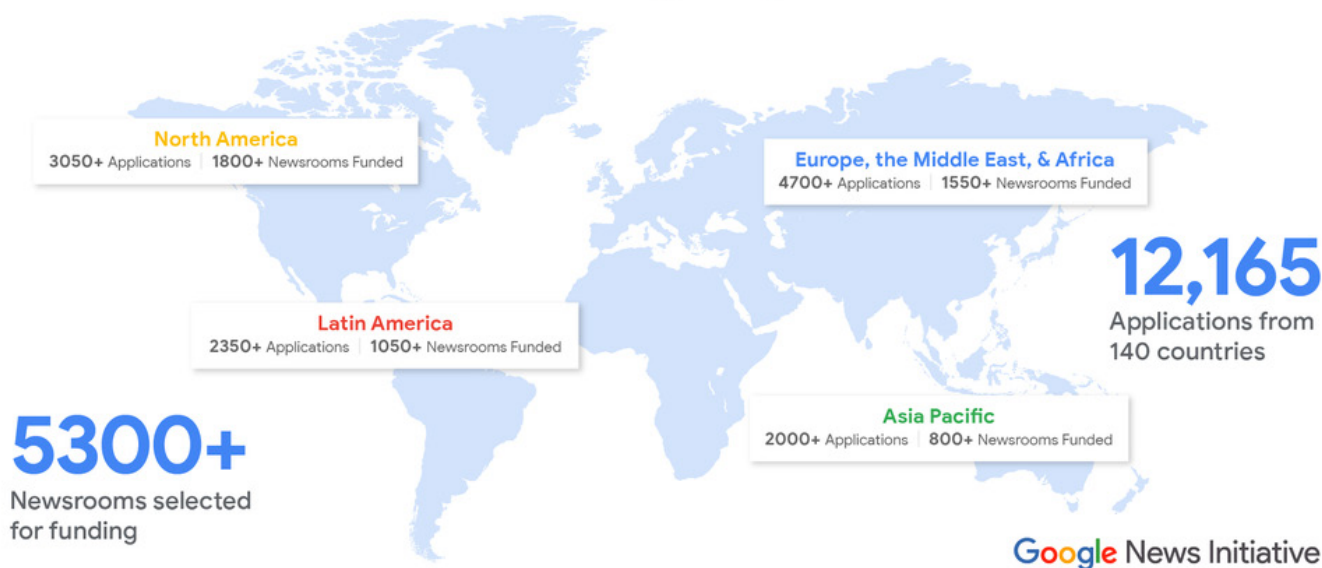 North America
3050+ Applications | 1800+ Newsrooms Funded
Europe, the Middle East, & Africa
4700+ Applications | 1550+ Newsrooms Funded
12,165
Applications from
140 countries
Latin America
2350+ Applications | 1050+ Newsrooms Funded
Asia Pacific
2000+ Applications | 800+ Newsrooms Funded
5300+
Newsrooms selected
for funding
Google News Initiative